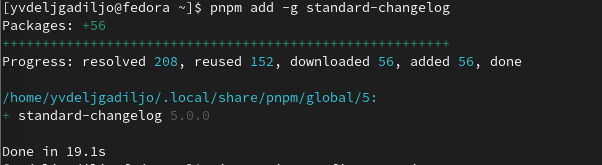 [yvdeljgadiljo@fedora ~]$ pnpm add -g standard-changelog
Packages: +56
++++++++++++++++++++++++++++++++++++++++++++++++++++++++
Progress: resolved 208, reused 152, downloaded 56, added 56, done
/home/yvdeljgadiljo/.local/share/pnpm/global/5:
+ standard-changelog 5.0.0
Done in 19.1s